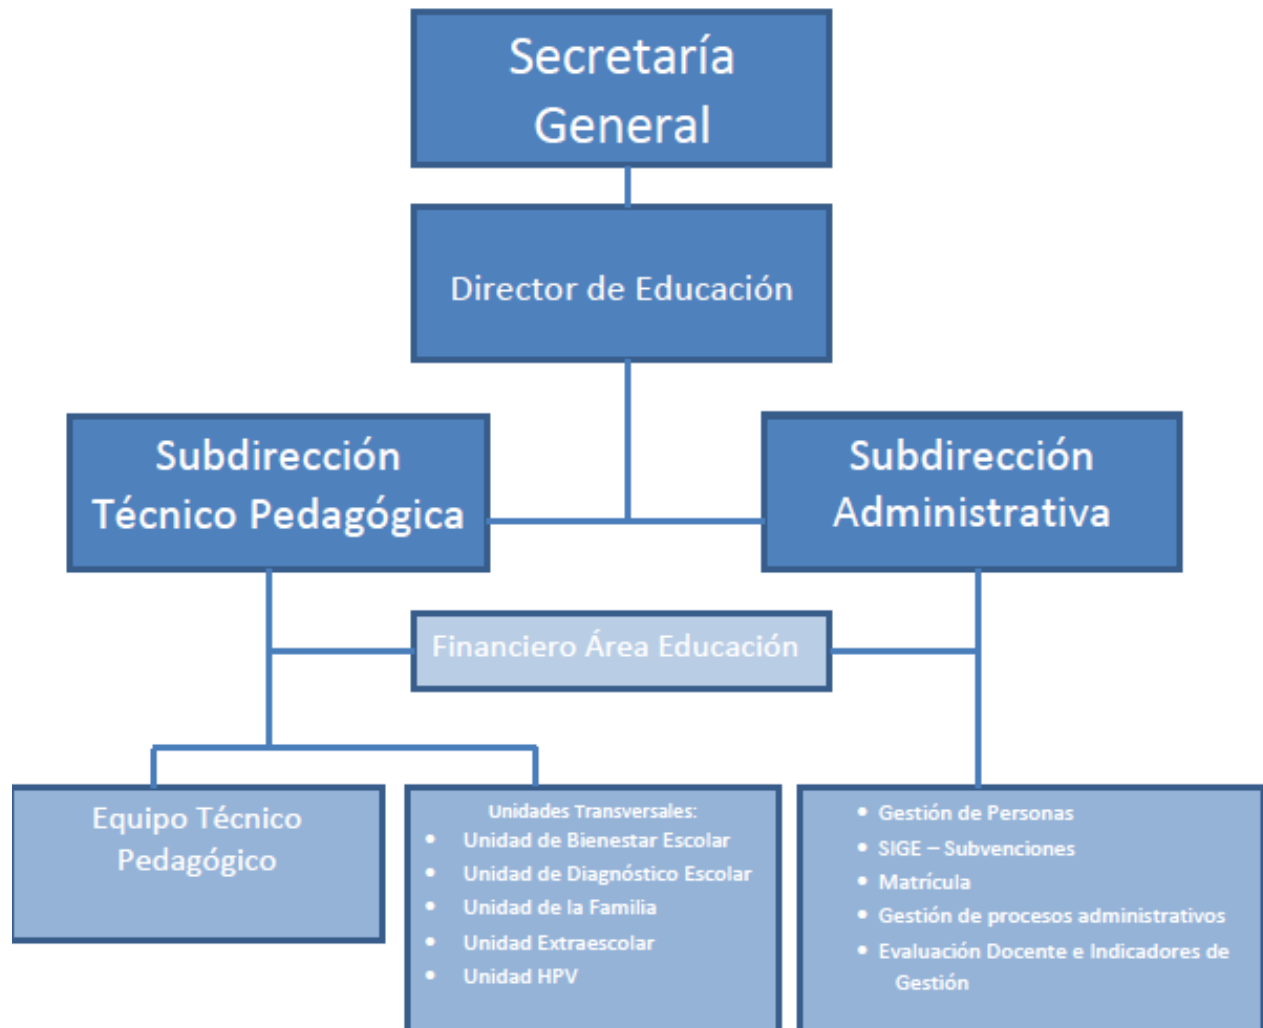 Secretaría
General
Director de Educación
Subdirección
Técnico Pedagógica
Subdirección
Administrativa
Financiero Área Educación
Equipo Técnico
Pedagógico
Unidades Transversales:
• Unidad de Bienestar Escolar
• Unidad de Diagnóstico Escolar
• Unidad de la Familia
• Unidad Extraescolar
• Unidad HPV
• Gestión de Personas
• SIGE – Subvenciones
• Matrícula
• Gestión de procesos administrativos
• Evaluación Docente e Indicadores de
Gestión